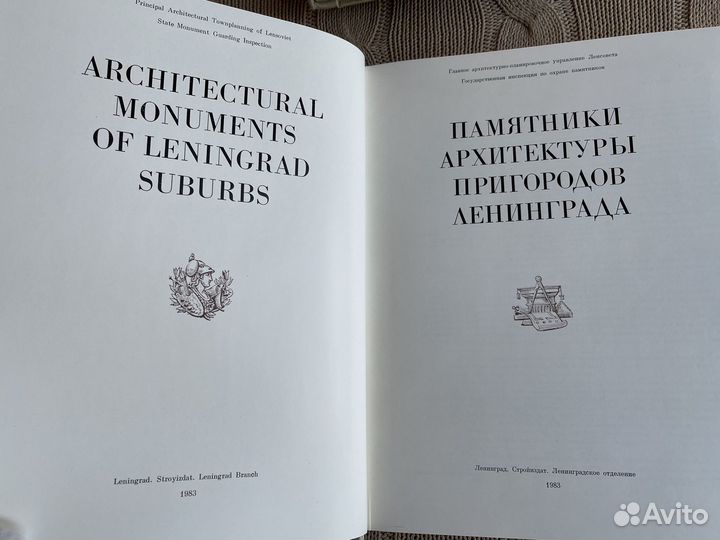 Principal Architectural Townplanning of Lensoviet
State Monument Guarding Inspection
ARCHITECTURAL
MONUMENTS
OF LENINGRAD
SUBURBS
Leningrad. Stroyizdat. Leningrad Branch
1983
Главное архитектурно-планировочное управление Ленсовета
Государственная инспекция по охране памятников
ПАМЯТНИКИ
АРХИТЕКТУРЫ
ПРИГОРОДОВ
ЛЕНИНГРАДА
Ленинград. Стройиздат. Ленинградское отделение
1983
Avito